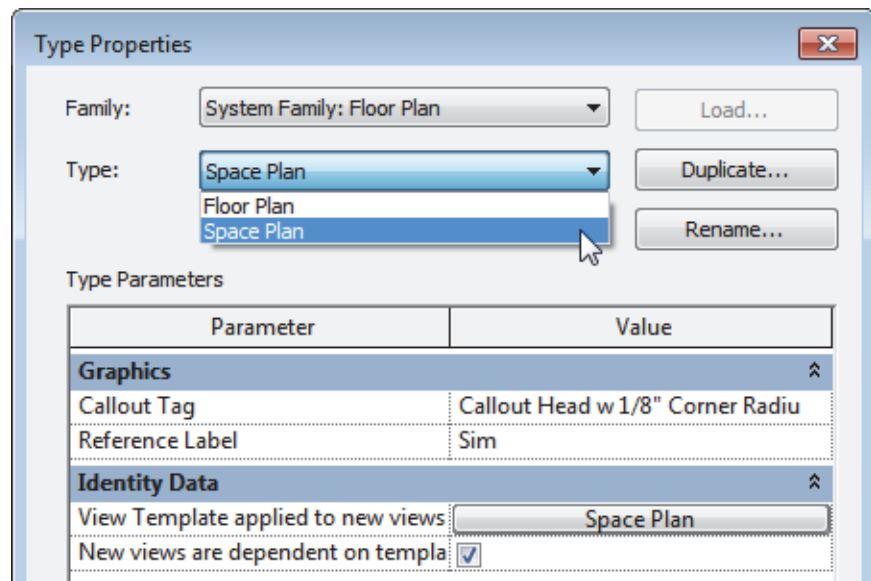 Type Properties
Family: System Family: Floor Plan Load...
Type: Space Plan Duplicate...
Floor Plan
Space Plan Rename...
Type Parameters
Parameter Value
Graphics
Callout Tag Callout Head w 1/8" Corner Radiu
Reference Label Sim
Identity Data
View Template applied to new views Space Plan
New views are dependent on templa